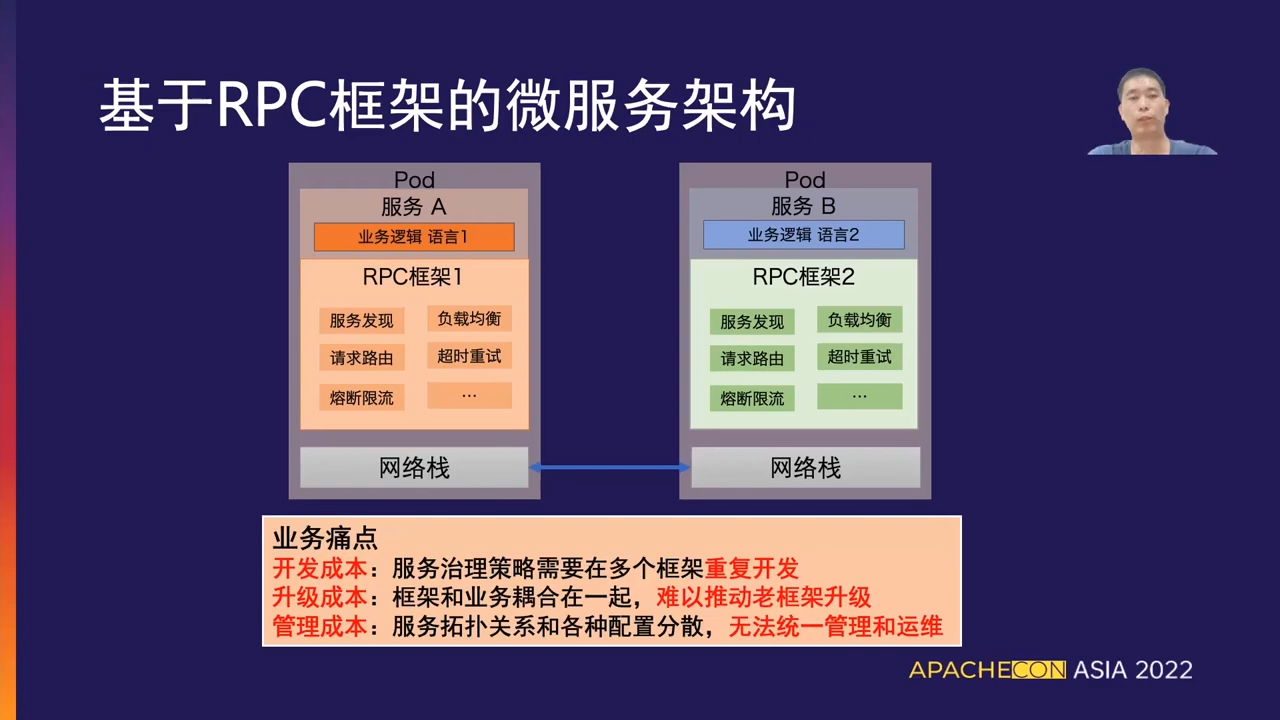 基于RPC框架的微服务架构
Pod
服务 A
业务逻辑 语言1
RPC框架1
服务发现
负载均衡
请求路由
超时重试
熔断限流
...
网络栈
Pod
服务 B
业务逻辑 语言2
RPC框架2
服务发现
负载均衡
请求路由
超时重试
熔断限流
...
网络栈
业务痛点
开发成本：服务治理策略需要在多个框架重复开发
升级成本：框架和业务耦合在一起，难以推动老框架升级
管理成本：服务拓扑关系和各种配置分散，无法统一管理和运维
APACHECON ASIA 2022